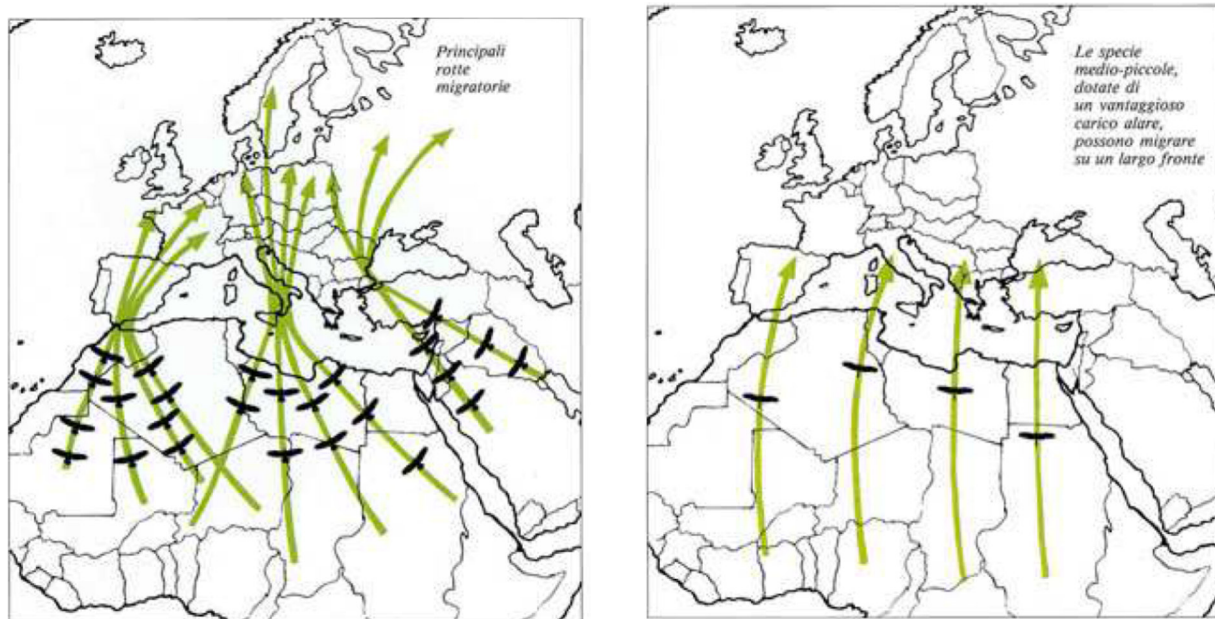 Principali
rotte
migratorie
Le specie
medio-piccole,
dotate di
un vantaggioso
carico alare,
possono migrare
su un largo fronte